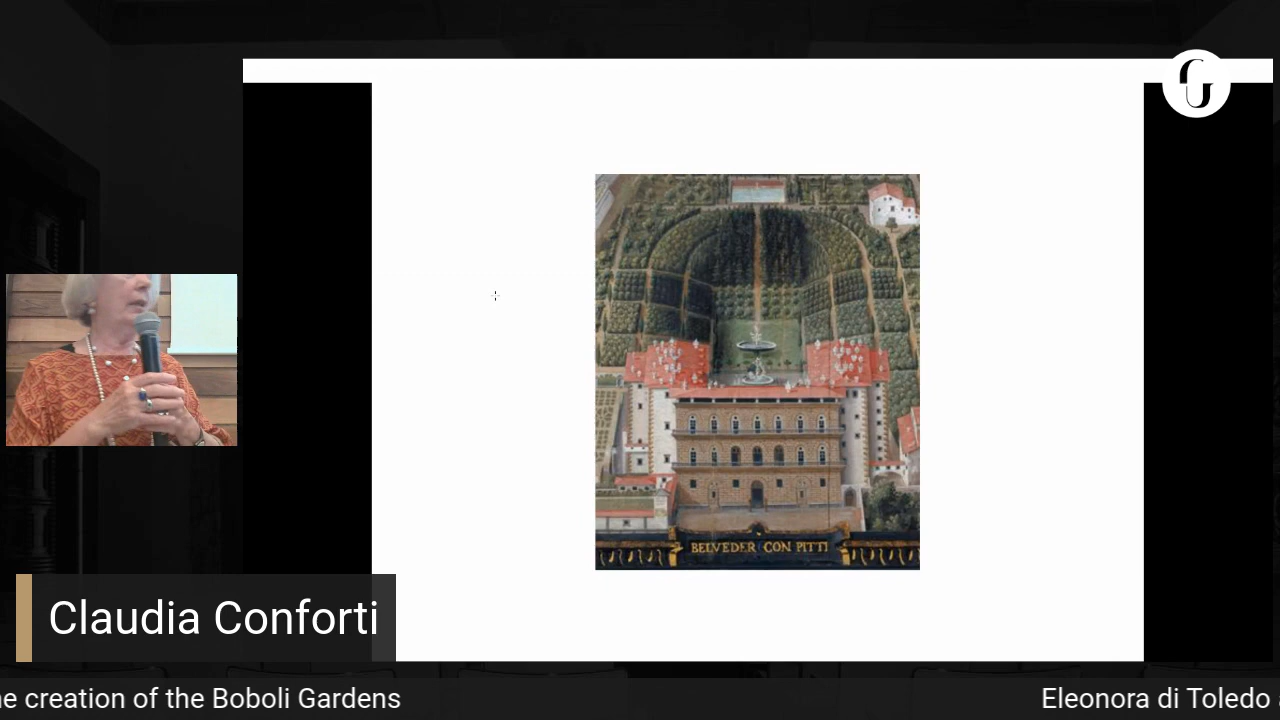 BELVEDER CON PITTI
Claudia Conforti
he creation of the Boboli Gardens
Eleonora di Toledo